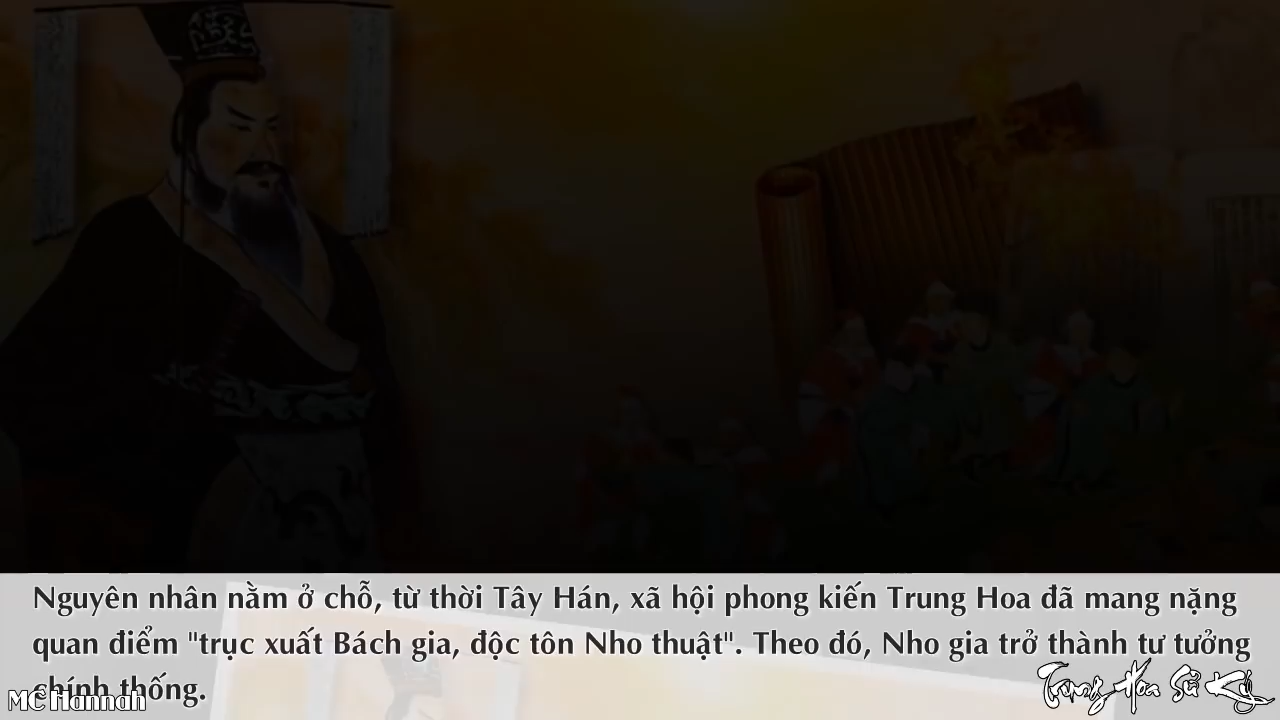 Nguyên nhân nằm ở chỗ, từ thời Tây Hán, xã hội phong kiến Trung Hoa đã mang nặng
quan điểm "trục xuất Bách gia, độc tôn Nho thuật". Theo đó, Nho gia trở thành tư tưởng
chính thống.
MC Hannah
Trung Hoa Sử Ký